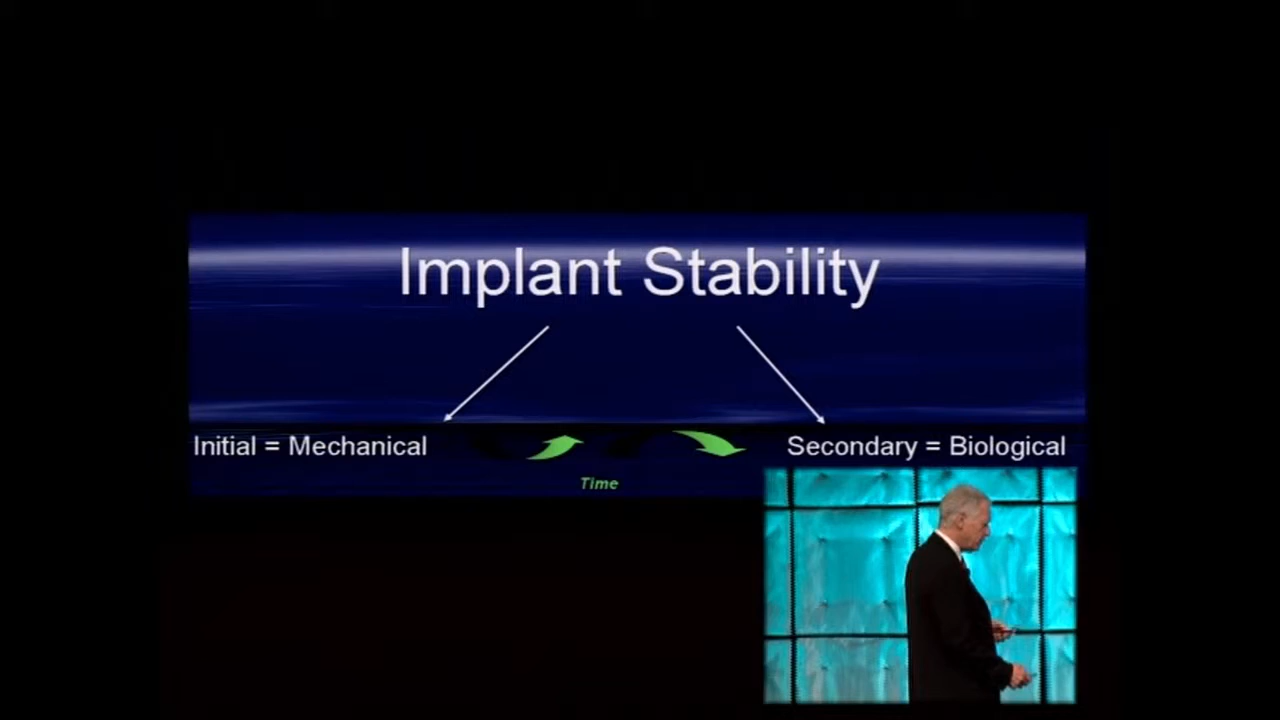 Implant Stability
Initial = Mechanical
Secondary = Biological
Time